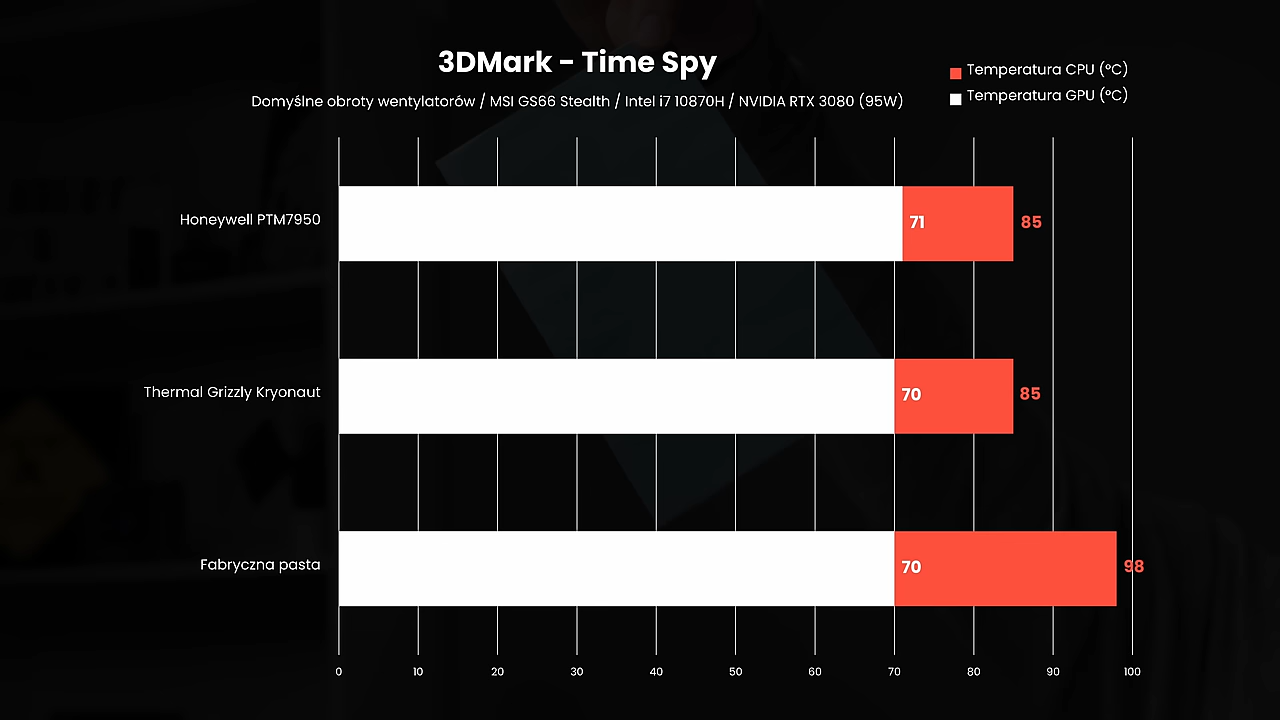 3DMark - Time Spy
Domyślne obroty wentylatorów / MSI GS66 Stealth / Intel i7 10870H / NVIDIA RTX 3080 (95W)
Temperatura CPU (°C)
Temperatura GPU (°C)
Honeywell PTM7950
71
85
Thermal Grizzly Kryonaut
70
85
Fabryczna pasta
70
98
0 10 20 30 40 50 60 70 80 90 100